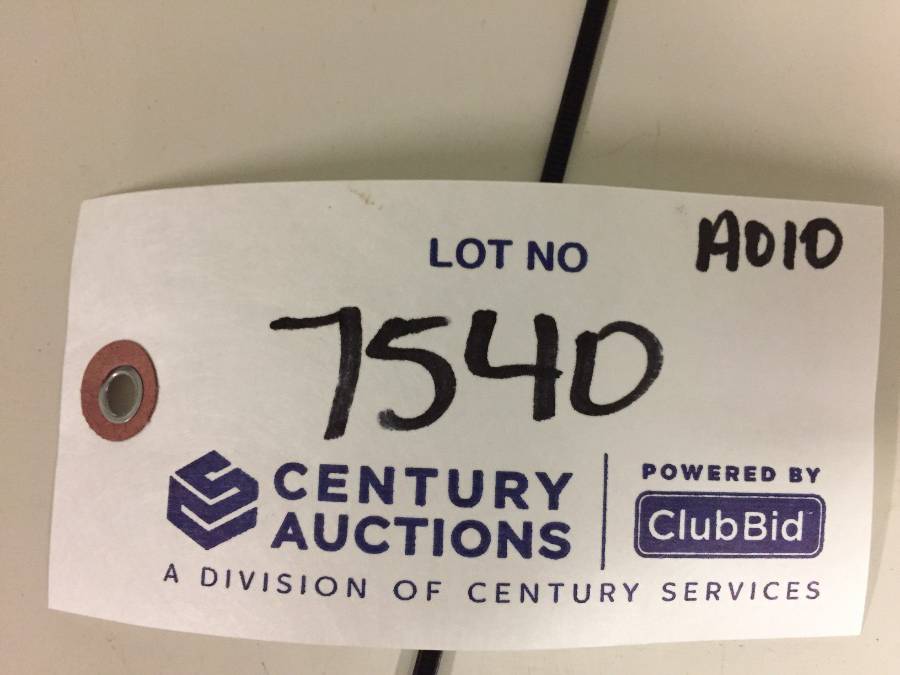 LOT NO
A010
7540
CENTURY
AUCTIONS
POWERED BY
ClubBid
A DIVISION OF CENTURY SERVICES